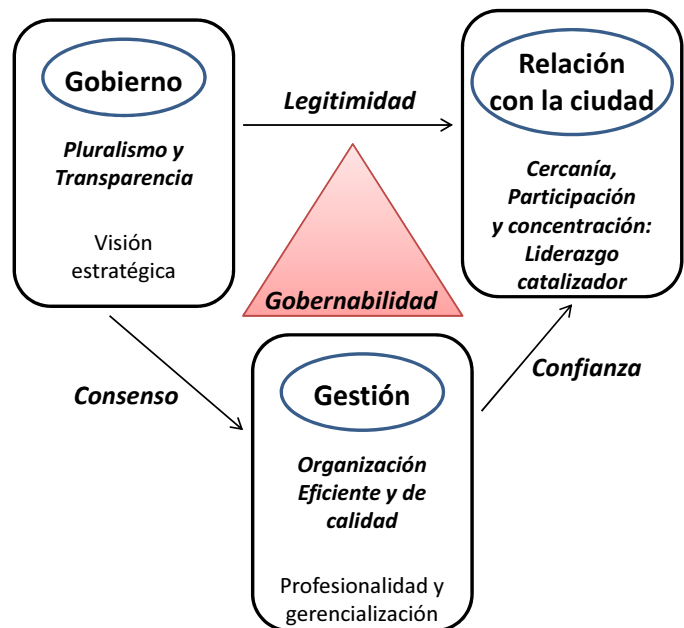 Gobierno
Pluralismo y
Transparencia
Visión
estratégica
Legitimidad
Relación
con la ciudad
Cercanía,
Participación
y concentración:
Liderazgo
catalizador
Gobernabilidad
Consenso
Confianza
Gestión
Organización
Eficiente y de
calidad
Profesionalidad y
gerencialización